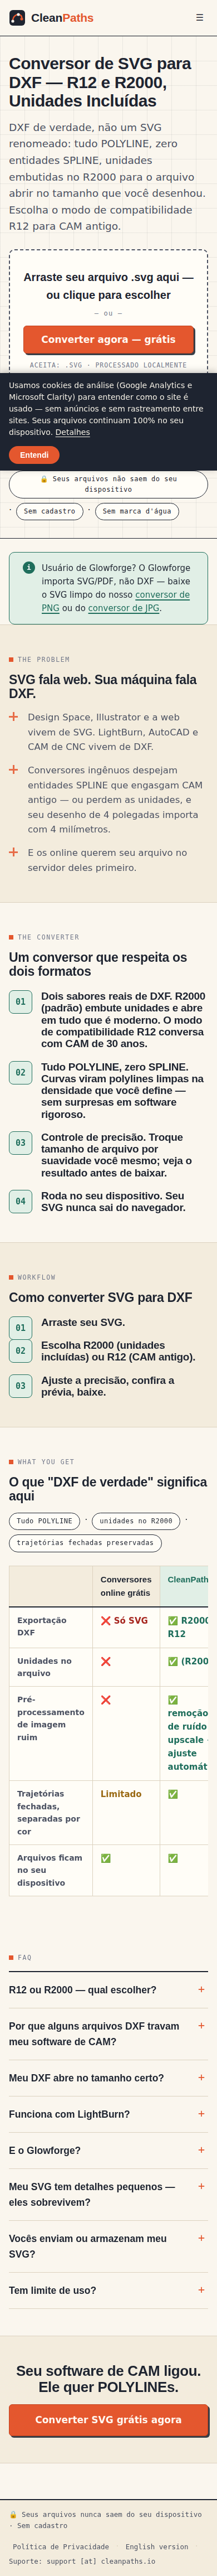 CleanPaths
☰
Conversor de SVG para
DXF — R12 e R2000,
Unidades Incluídas
DXF de verdade, não um SVG
renomeado: tudo POLYLINE, zero
entidades SPLINE, unidades
embutidas no R2000 para o arquivo
abrir no tamanho que você desenhou.
Escolha o modo de compatibilidade
R12 para CAM antigo.
Arraste seu arquivo .svg aqui —
ou clique para escolher
— ou —
Converter agora — grátis
ACEITA: .SVG · PROCESSADO LOCALMENTE
Usamos cookies de análise (Google Analytics e
Microsoft Clarity) para entender como o site é
usado — sem anúncios e sem rastreamento entre
sites. Seus arquivos continuam 100% no seu
dispositivo. Detalhes
Entendi
🔒 Seus arquivos não saem do seu
dispositivo
· Sem cadastro · Sem marca d'água
i Usuário de Glowforge? O Glowforge
importa SVG/PDF, não DXF — baixe
o SVG limpo do nosso conversor de
PNG ou do conversor de JPG.
THE PROBLEM
SVG fala web. Sua máquina fala
DXF.
+ Design Space, Illustrator e a web
vivem de SVG. LightBurn, AutoCAD e
CAM de CNC vivem de DXF.
+ Conversores ingênuos despejam
entidades SPLINE que engasgam CAM
antigo — ou perdem as unidades, e
seu desenho de 4 polegadas importa
com 4 milímetros.
+ E os online querem seu arquivo no
servidor deles primeiro.
THE CONVERTER
Um conversor que respeita os
dois formatos
01 Dois sabores reais de DXF. R2000
(padrão) embute unidades e abre
em tudo que é moderno. O modo
de compatibilidade R12 conversa
com CAM de 30 anos.
02 Tudo POLYLINE, zero SPLINE.
Curvas viram polylines limpas na
densidade que você define —
sem surpresas em software
rigoroso.
03 Controle de precisão. Troque
tamanho de arquivo por
suavidade você mesmo; veja o
resultado antes de baixar.
04 Roda no seu dispositivo. Seu
SVG nunca sai do navegador.
WORKFLOW
Como converter SVG para DXF
01 Arraste seu SVG.
02 Escolha R2000 (unidades
incluídas) ou R12 (CAM antigo).
03 Ajuste a precisão, confira a
prévia, baixe.
WHAT YOU GET
O que "DXF de verdade" significa
aqui
Tudo POLYLINE · unidades no R2000 ·
trajetórias fechadas preservadas
Conversores
online grátis
CleanPath
Exportação
DXF
❌ Só SVG
✅ R2000
R12
Unidades no
arquivo
❌
✅ (R200
Pré-
processamento
de imagem
ruim
❌
✅
remoção
de ruído
upscale
ajuste
automát
Trajetórias
fechadas,
separadas por
cor
Limitado
✅
Arquivos ficam
no seu
dispositivo
✅
✅
FAQ
R12 ou R2000 — qual escolher? +
Por que alguns arquivos DXF travam +
meu software de CAM?
Meu DXF abre no tamanho certo? +
Funciona com LightBurn? +
E o Glowforge? +
Meu SVG tem detalhes pequenos — +
eles sobrevivem?
Vocês enviam ou armazenam meu +
SVG?
Tem limite de uso? +
Seu software de CAM ligou.
Ele quer POLYLINEs.
Converter SVG grátis agora
🔒 Seus arquivos nunca saem do seu dispositivo
· Sem cadastro
Política de Privacidade English version
Suporte: support [at] cleanpaths.io